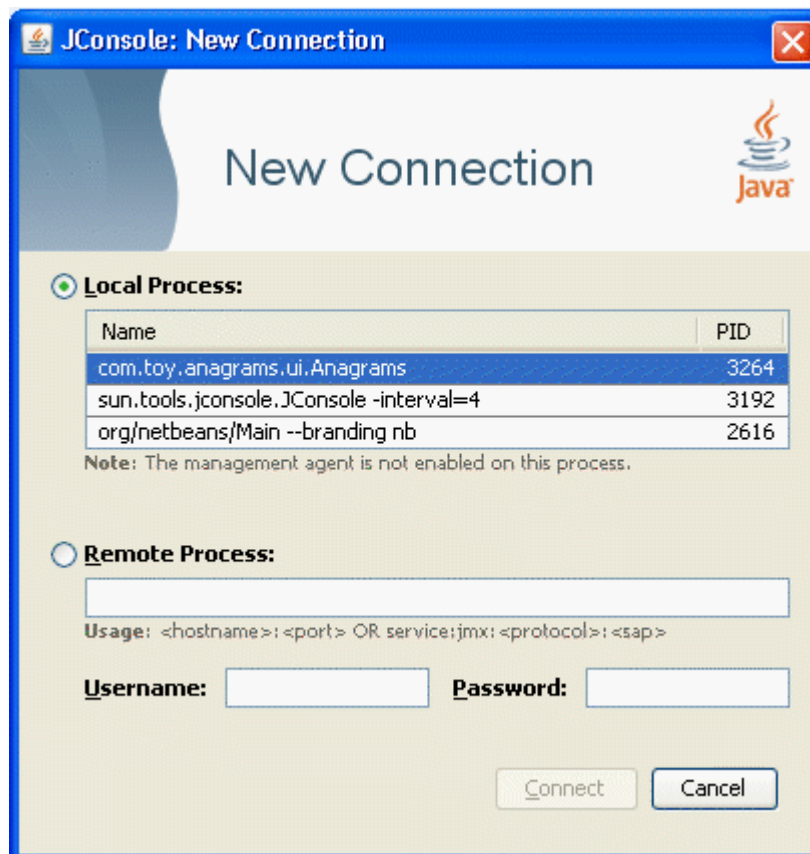 JConsole: New Connection
New Connection
Java
Local Process:
Name PID
com.toy.anagrams.ui.Anagrams 3264
sun.tools.jconsole.JConsole -interval=4 3192
org/netbeans/Main --branding nb 2616
Note: The management agent is not enabled on this process.
Remote Process:
Usage: <hostname>:<port> OR service:jmx:<protocol>:<sap>
Username: Password:
Connect Cancel